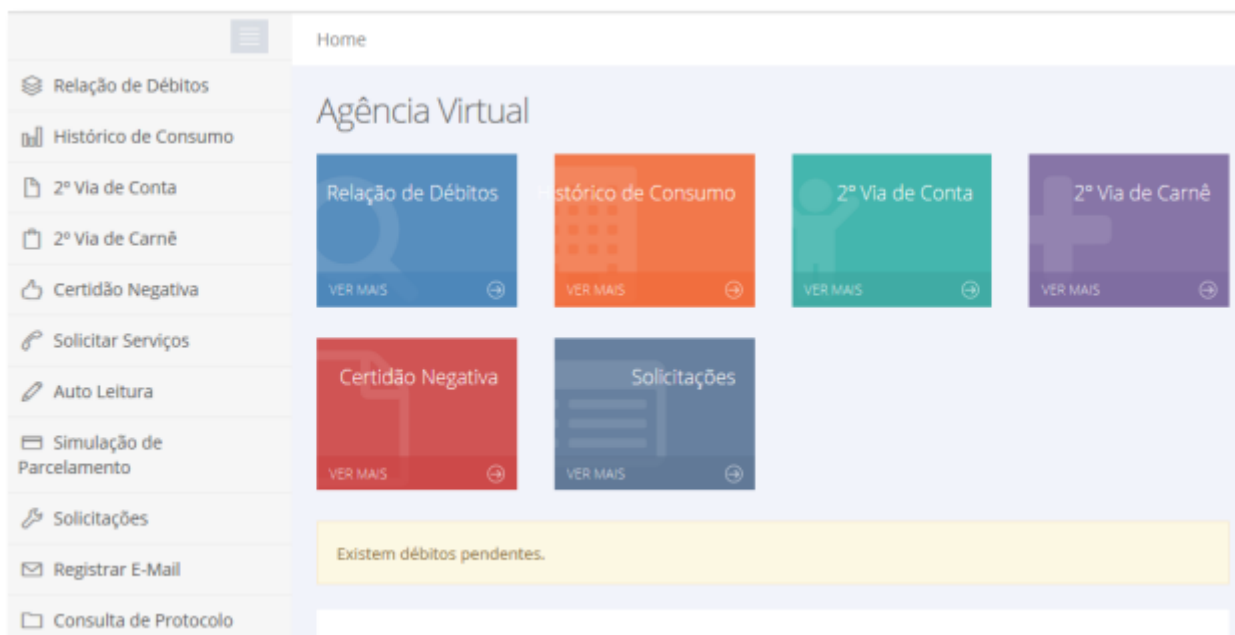 Home
Relação de Débitos
Histórico de Consumo
2º Via de Conta
2º Via de Carnê
Certidão Negativa
Solicitar Serviços
Auto Leitura
Simulação de
Parcelamento
Solicitações
Registrar E-Mail
Consulta de Protocolo
Agência Virtual
Relação de Débitos
VER MAIS
Histórico de Consumo
VER MAIS
2º Via de Conta
VER MAIS
2º Via de Carnê
VER MAIS
Certidão Negativa
VER MAIS
Solicitações
VER MAIS
Existem débitos pendentes.